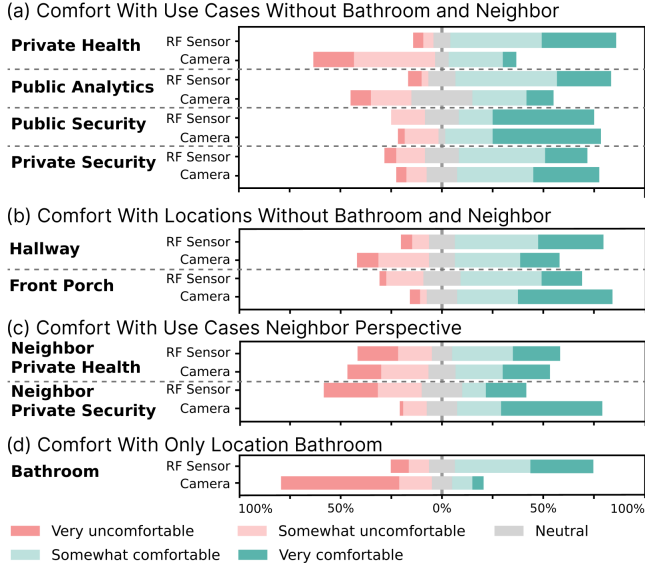 (a) Comfort With Use Cases Without Bathroom and Neighbor
Private Health
RF Sensor
Camera
Public Analytics
RF Sensor
Camera
Public Security
RF Sensor
Camera
Private Security
RF Sensor
Camera
(b) Comfort With Locations Without Bathroom and Neighbor
Hallway
RF Sensor
Camera
Front Porch
RF Sensor
Camera
(c) Comfort With Use Cases Neighbor Perspective
Neighbor
Private Health
RF Sensor
Camera
Neighbor
Private Security
RF Sensor
Camera
(d) Comfort With Only Location Bathroom
Bathroom
RF Sensor
Camera
100% 50% 0% 50% 100%
Very uncomfortable Somewhat uncomfortable Neutral
Somewhat comfortable Very comfortable